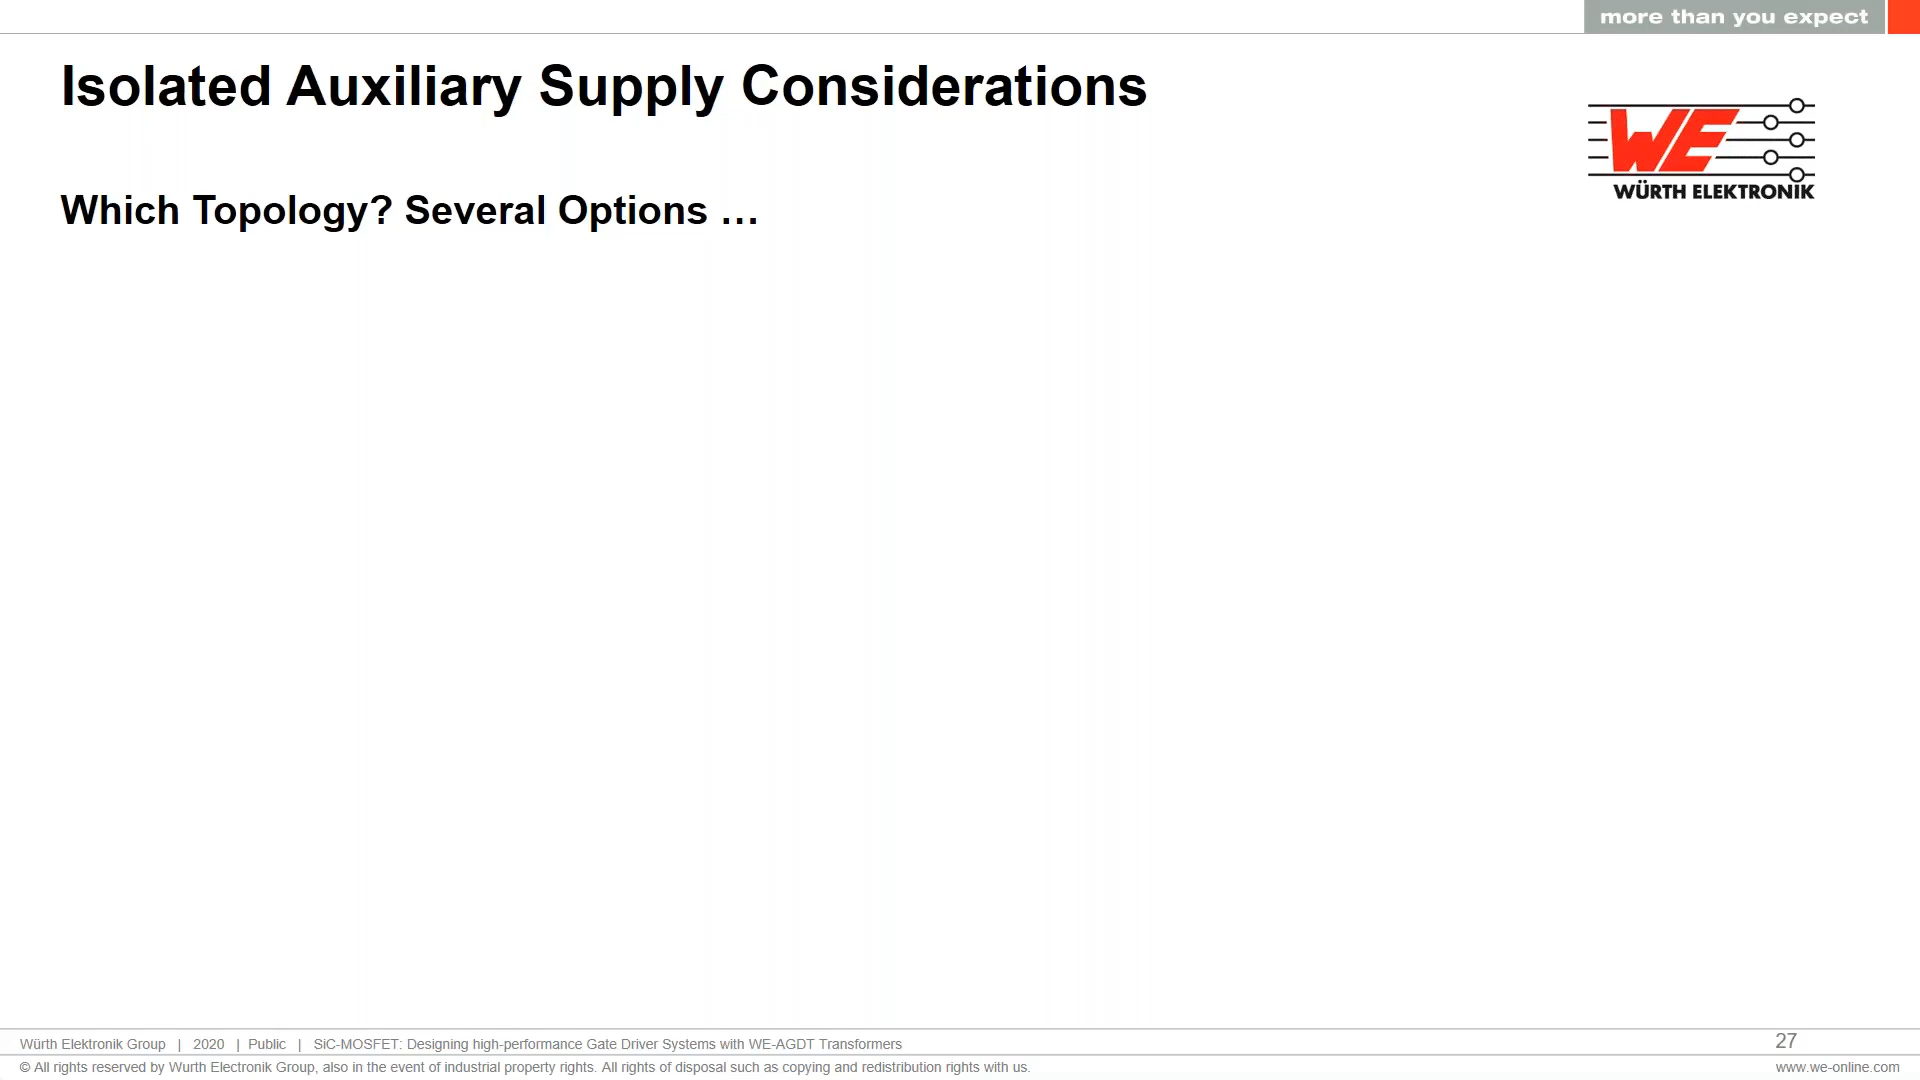 more than you expect
Isolated Auxiliary Supply Considerations
WE
WÜRTH ELEKTRONIK
Which Topology? Several Options …
Würth Elektronik Group | 2020 | Public | SiC-MOSFET: Designing high-performance Gate Driver Systems with WE-AGDT Transformers
27
© All rights reserved by Wurth Electronik Group, also in the event of industrial property rights. All rights of disposal such as copying and redistribution rights with us.
www.we-online.com